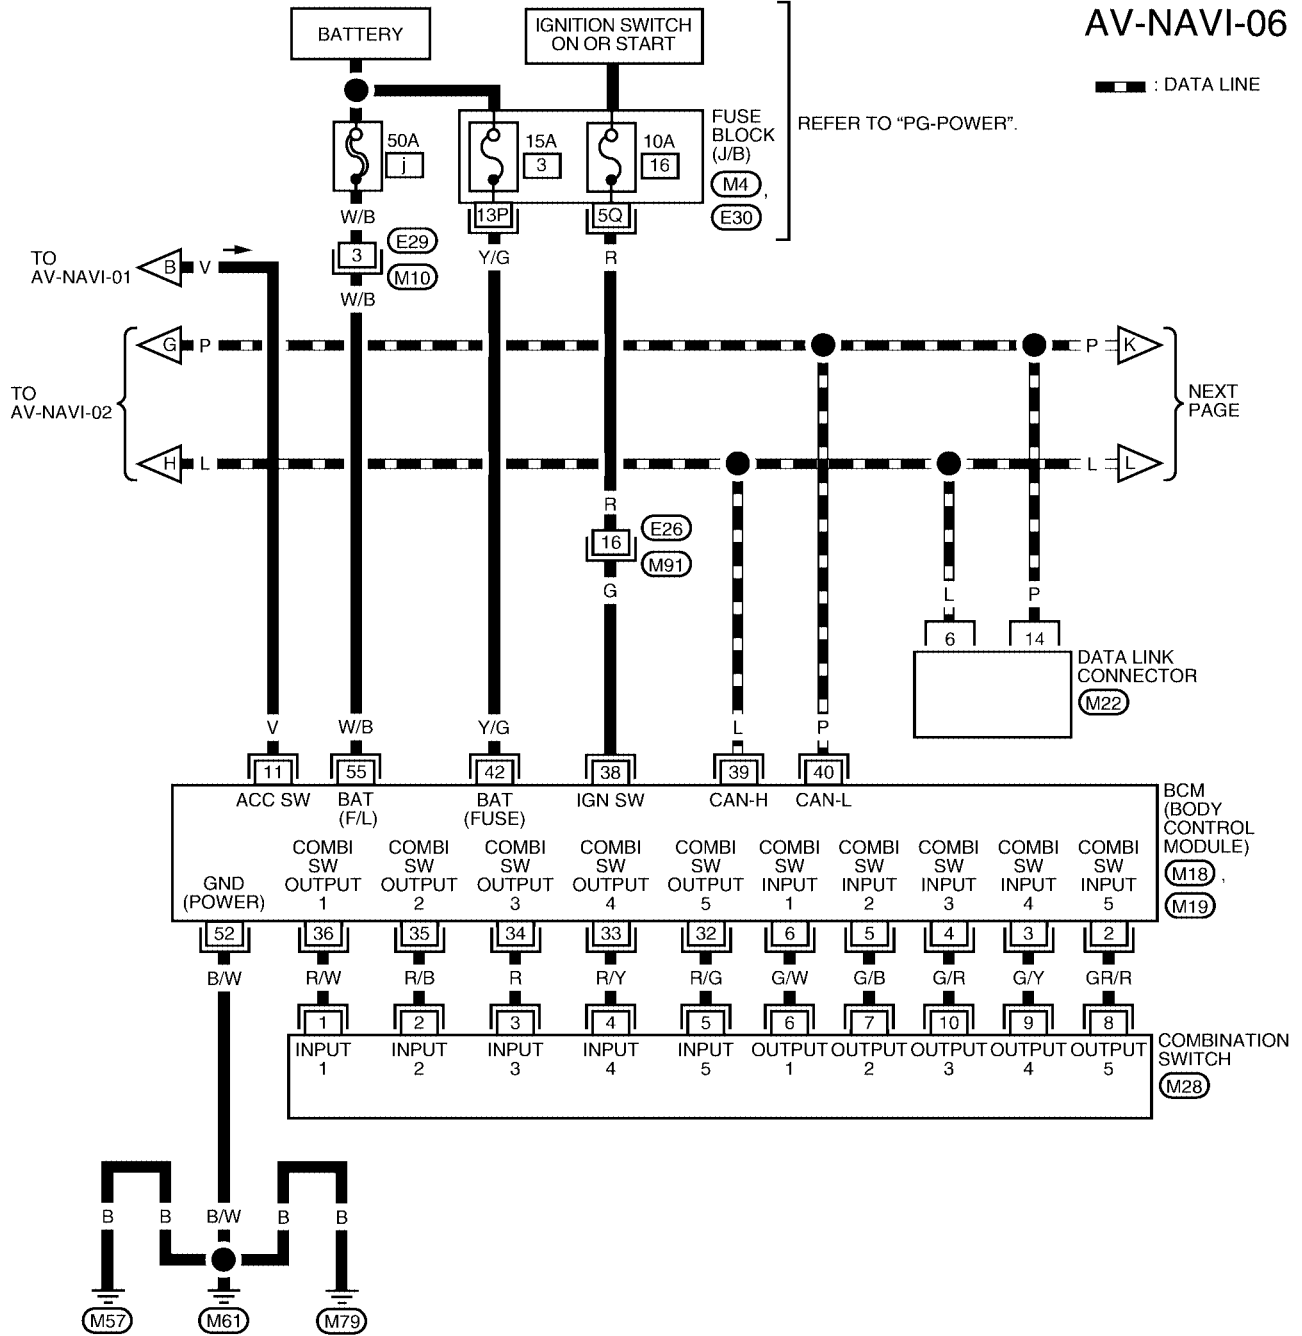 AV-NAVI-06
BATTERY
IGNITION SWITCH
ON OR START
: DATA LINE
REFER TO “PG-POWER”.
50A
j
15A
3
10A
16
FUSE
BLOCK
(J/B)
M4 ,
E30
13P
5Q
W/B
3
E29
M10
W/B
Y/G
R
TO
AV-NAVI-01
B
V
G
P
P
K
TO
AV-NAVI-02
NEXT
PAGE
H
L
L
L
R
16
E26
M91
G
L
P
6
14
DATA LINK
CONNECTOR
M22
V
W/B
Y/G
L
P
11
55
42
38
39
40
ACC SW
BAT
(F/L)
BAT
(FUSE)
IGN SW
CAN-H
CAN-L
BCM
(BODY
CONTROL
MODULE)
M18 ,
M19
GND
(POWER)
COMBI
SW
OUTPUT
1
COMBI
SW
OUTPUT
2
COMBI
SW
OUTPUT
3
COMBI
SW
OUTPUT
4
COMBI
SW
OUTPUT
5
COMBI
SW
INPUT
1
COMBI
SW
INPUT
2
COMBI
SW
INPUT
3
COMBI
SW
INPUT
4
COMBI
SW
INPUT
5
52
36
35
34
33
32
6
5
4
3
2
B/W
R/W
R/B
R
R/Y
R/G
G/W
G/B
G/R
G/Y
GR/R
1
2
3
4
5
6
7
10
9
8
INPUT
1
INPUT
2
INPUT
3
INPUT
4
INPUT
5
OUTPUT
1
OUTPUT
2
OUTPUT
3
OUTPUT
4
OUTPUT
5
COMBINATION
SWITCH
M28
B
B
B/W
B
B
M57
M61
M79